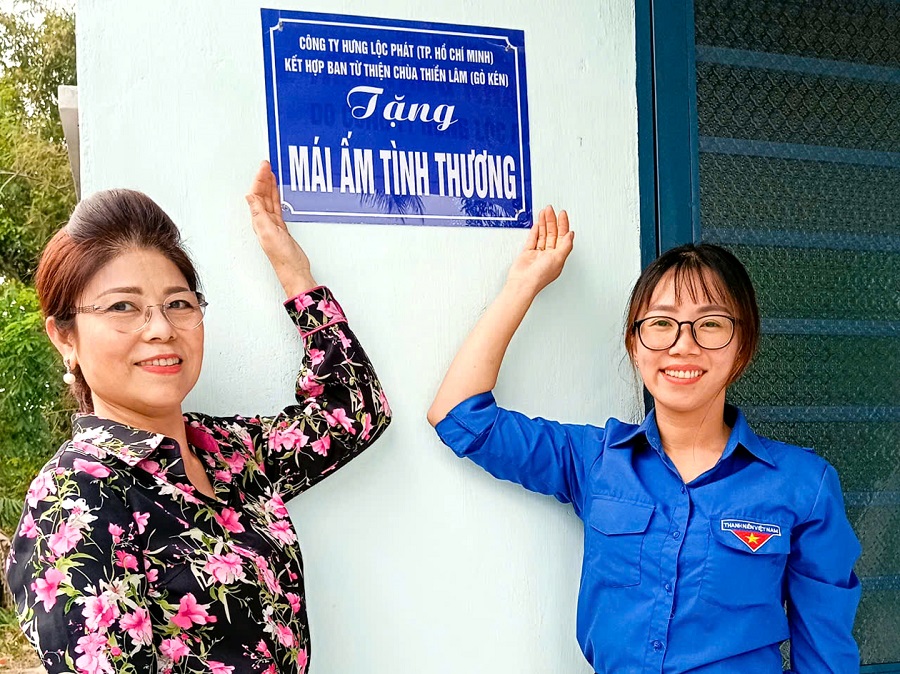 CÔNG TY HƯNG LỘC PHÁT (TP. HỒ CHÍ MINH)
KẾT HỢP BAN TỪ THIỆN CHÙA THIỀN LÂM (GÒ KÉN)
Tặng
MÁI ẤM TÌNH THƯƠNG
THANH NIÊN VIỆT NAM